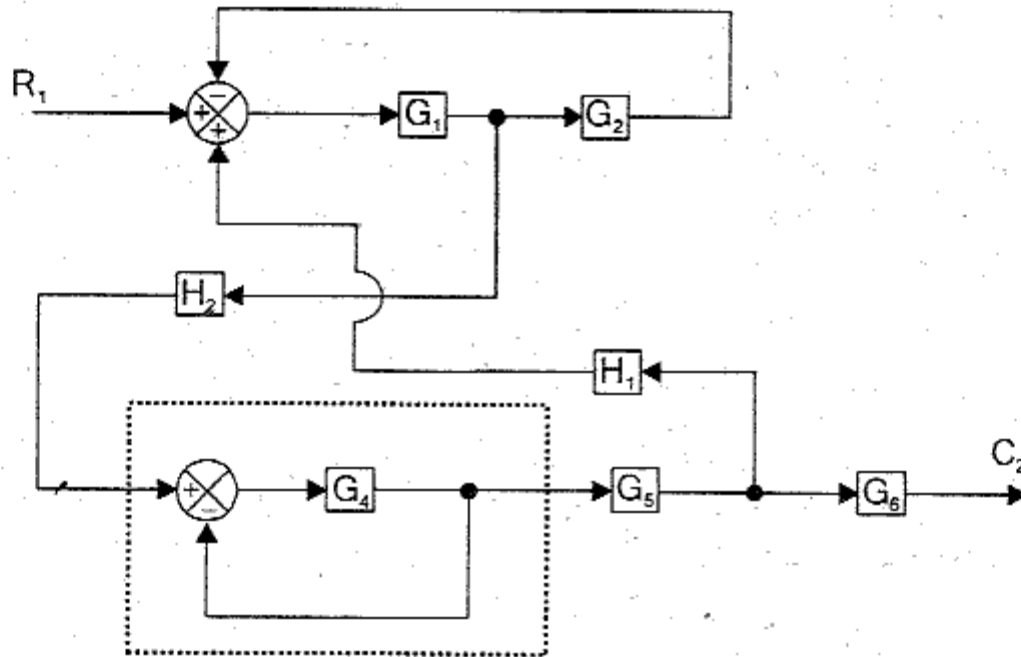 R₁
−
+
+
G₁
G₂
H₂
H₁
+
−
G₄
G₅
G₆
C₂